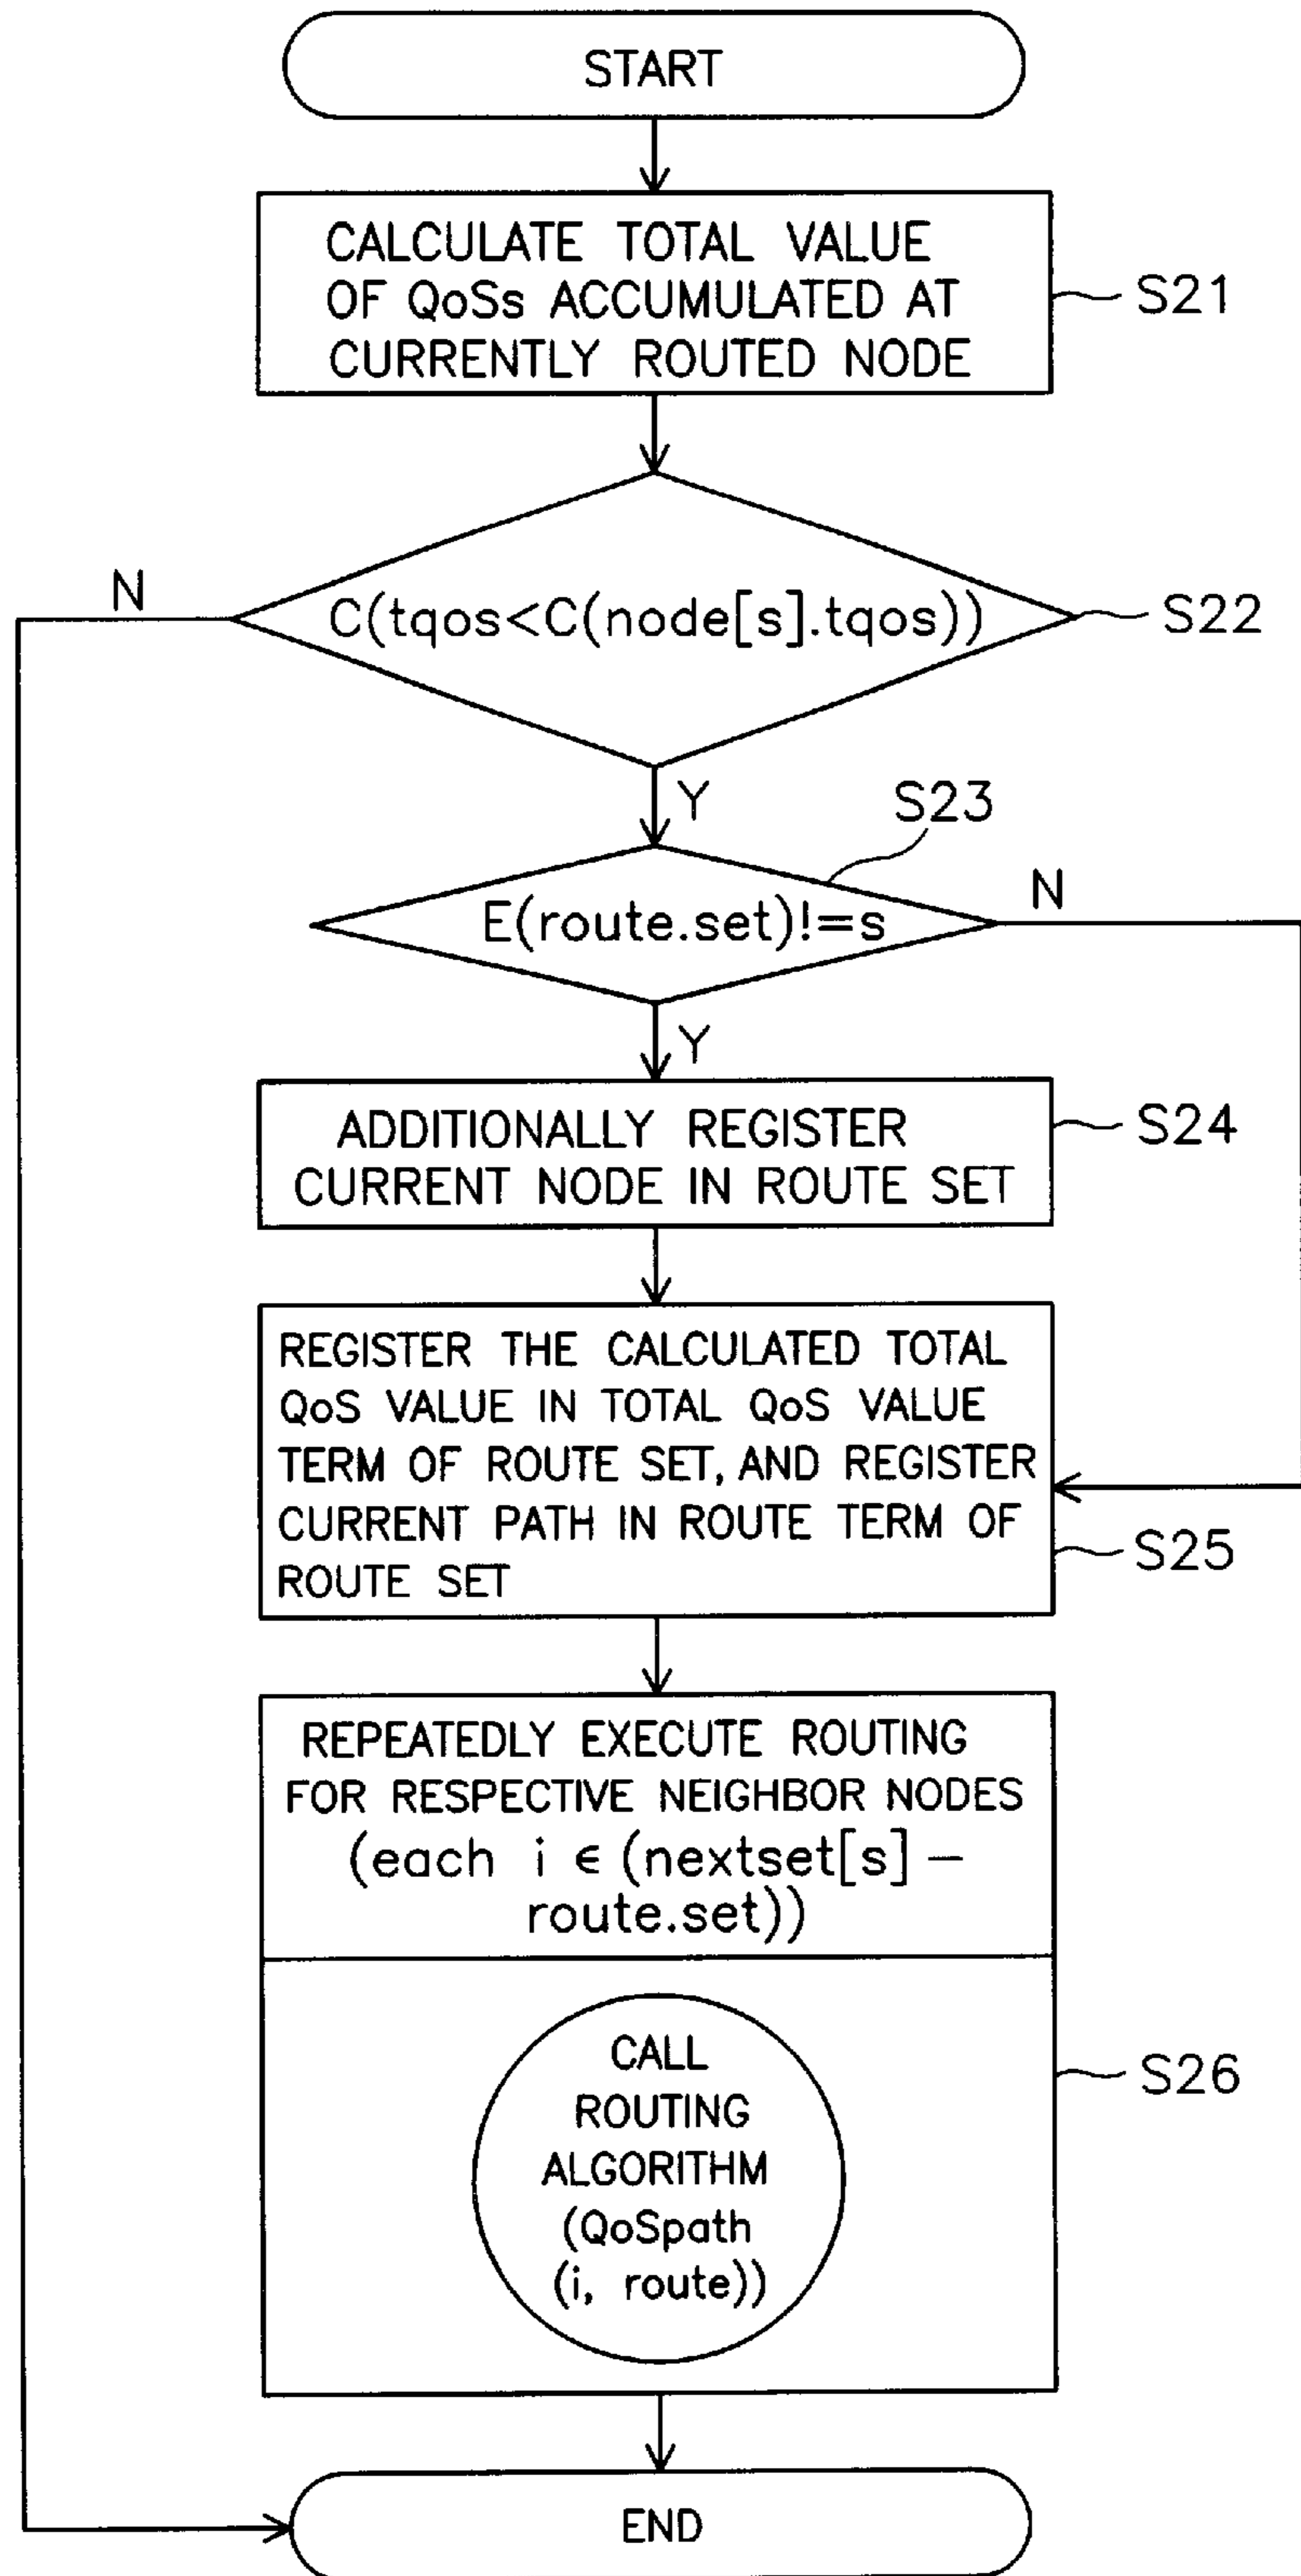 START
CALCULATE TOTAL VALUE
OF QoSs ACCUMULATED AT
CURRENTLY ROUTED NODE
S21
N
C(tqos<C(node[s].tqos))
S22
Y
S23
E(route.set)!=s
N
Y
ADDITIONALLY REGISTER
CURRENT NODE IN ROUTE SET
S24
REGISTER THE CALCULATED TOTAL
QoS VALUE IN TOTAL QoS VALUE
TERM OF ROUTE SET, AND REGISTER
CURRENT PATH IN ROUTE TERM OF
ROUTE SET
S25
REPEATEDLY EXECUTE ROUTING
FOR RESPECTIVE NEIGHBOR NODES
(each i ∈ (nextset[s] –
route.set))
CALL
ROUTING
ALGORITHM
(QoSpath
(i, route))
S26
END